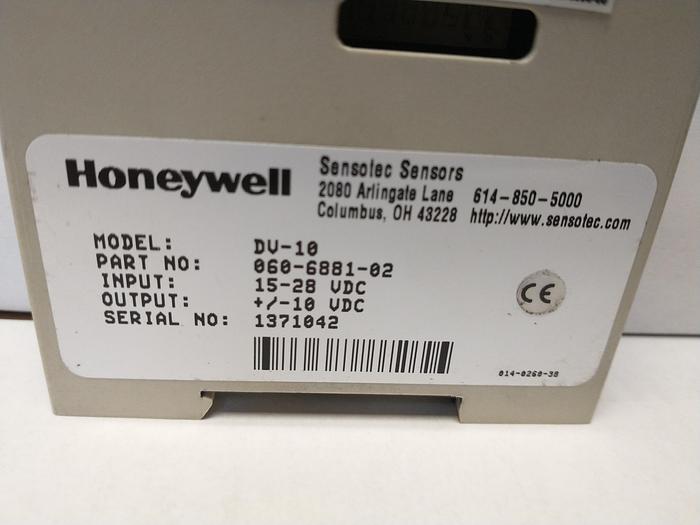 Honeywell
Sensotec Sensors
2080 Arlingate Lane 614-850-5000
Columbus, OH 43228 http://www.sensotec.com
MODEL: DV-10
PART NO: 060-6881-02
INPUT: 15-28 VDC
OUTPUT: +/-10 VDC
SERIAL NO: 1371042
CE
014-0260-38